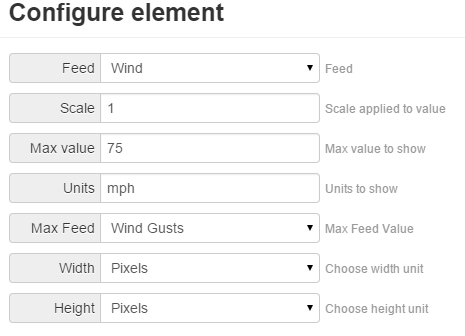 Configure element
Feed Wind Feed
Scale 1 Scale applied to value
Max value 75 Max value to show
Units mph Units to show
Max Feed Wind Gusts Max Feed Value
Width Pixels Choose width unit
Height Pixels Choose height unit